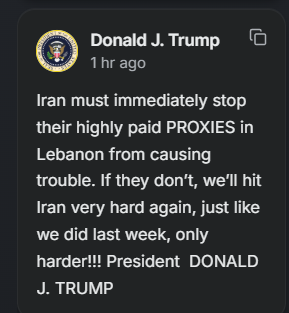 Donald J. Trump
1 hr ago
Iran must immediately stop
their highly paid PROXIES in
Lebanon from causing
trouble. If they don’t, we’ll hit
Iran very hard again, just like
we did last week, only
harder!!! President  DONALD
J. TRUMP